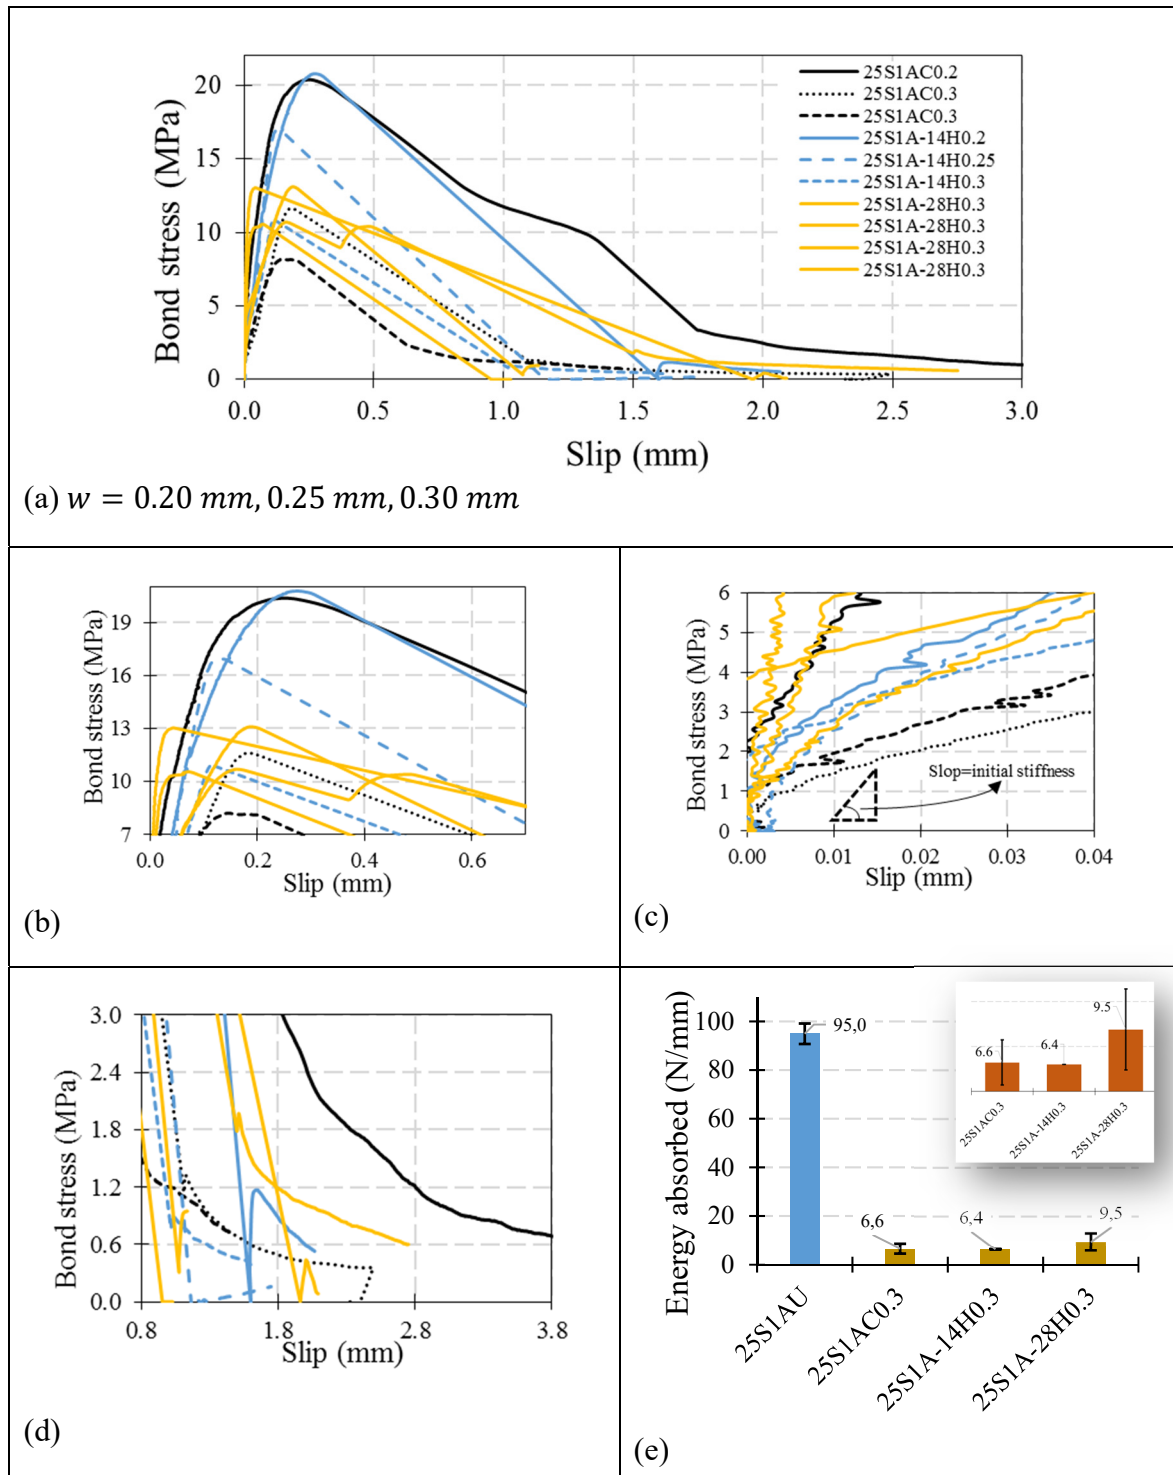 Bond stress (MPa)
20
15
10
5
0
0.0 0.5 1.0 1.5 2.0 2.5 3.0
Slip (mm)
25S1AC0.2
25S1AC0.3
25S1AC0.3
25S1A-14H0.2
25S1A-14H0.25
25S1A-14H0.3
25S1A-28H0.3
25S1A-28H0.3
25S1A-28H0.3
25S1A-28H0.3
(a) w = 0.20 mm, 0.25 mm, 0.30 mm
Bond stress (MPa)
19
16
13
10
7
0.0 0.2 0.4 0.6
Slip (mm)
(b)
Bond stress (MPa)
6
5
4
3
2
1
0
Slop=initial stiffness
0.00 0.01 0.02 0.03 0.04
Slip (mm)
(c)
Bond stress (MPa)
3.0
2.4
1.8
1.2
0.6
0.0
0.8 1.8 2.8 3.8
Slip (mm)
(d)
Energy absorbed (N/mm)
100
80
60
40
20
0
95,0
6,6
6,4
9,5
25S1AU
25S1AC0.3
25S1A-14H0.3
25S1A-28H0.3
6.6
6.4
9.5
25S1AC0.3
25S1A-14H0.3
25S1A-28H0.3
(e)